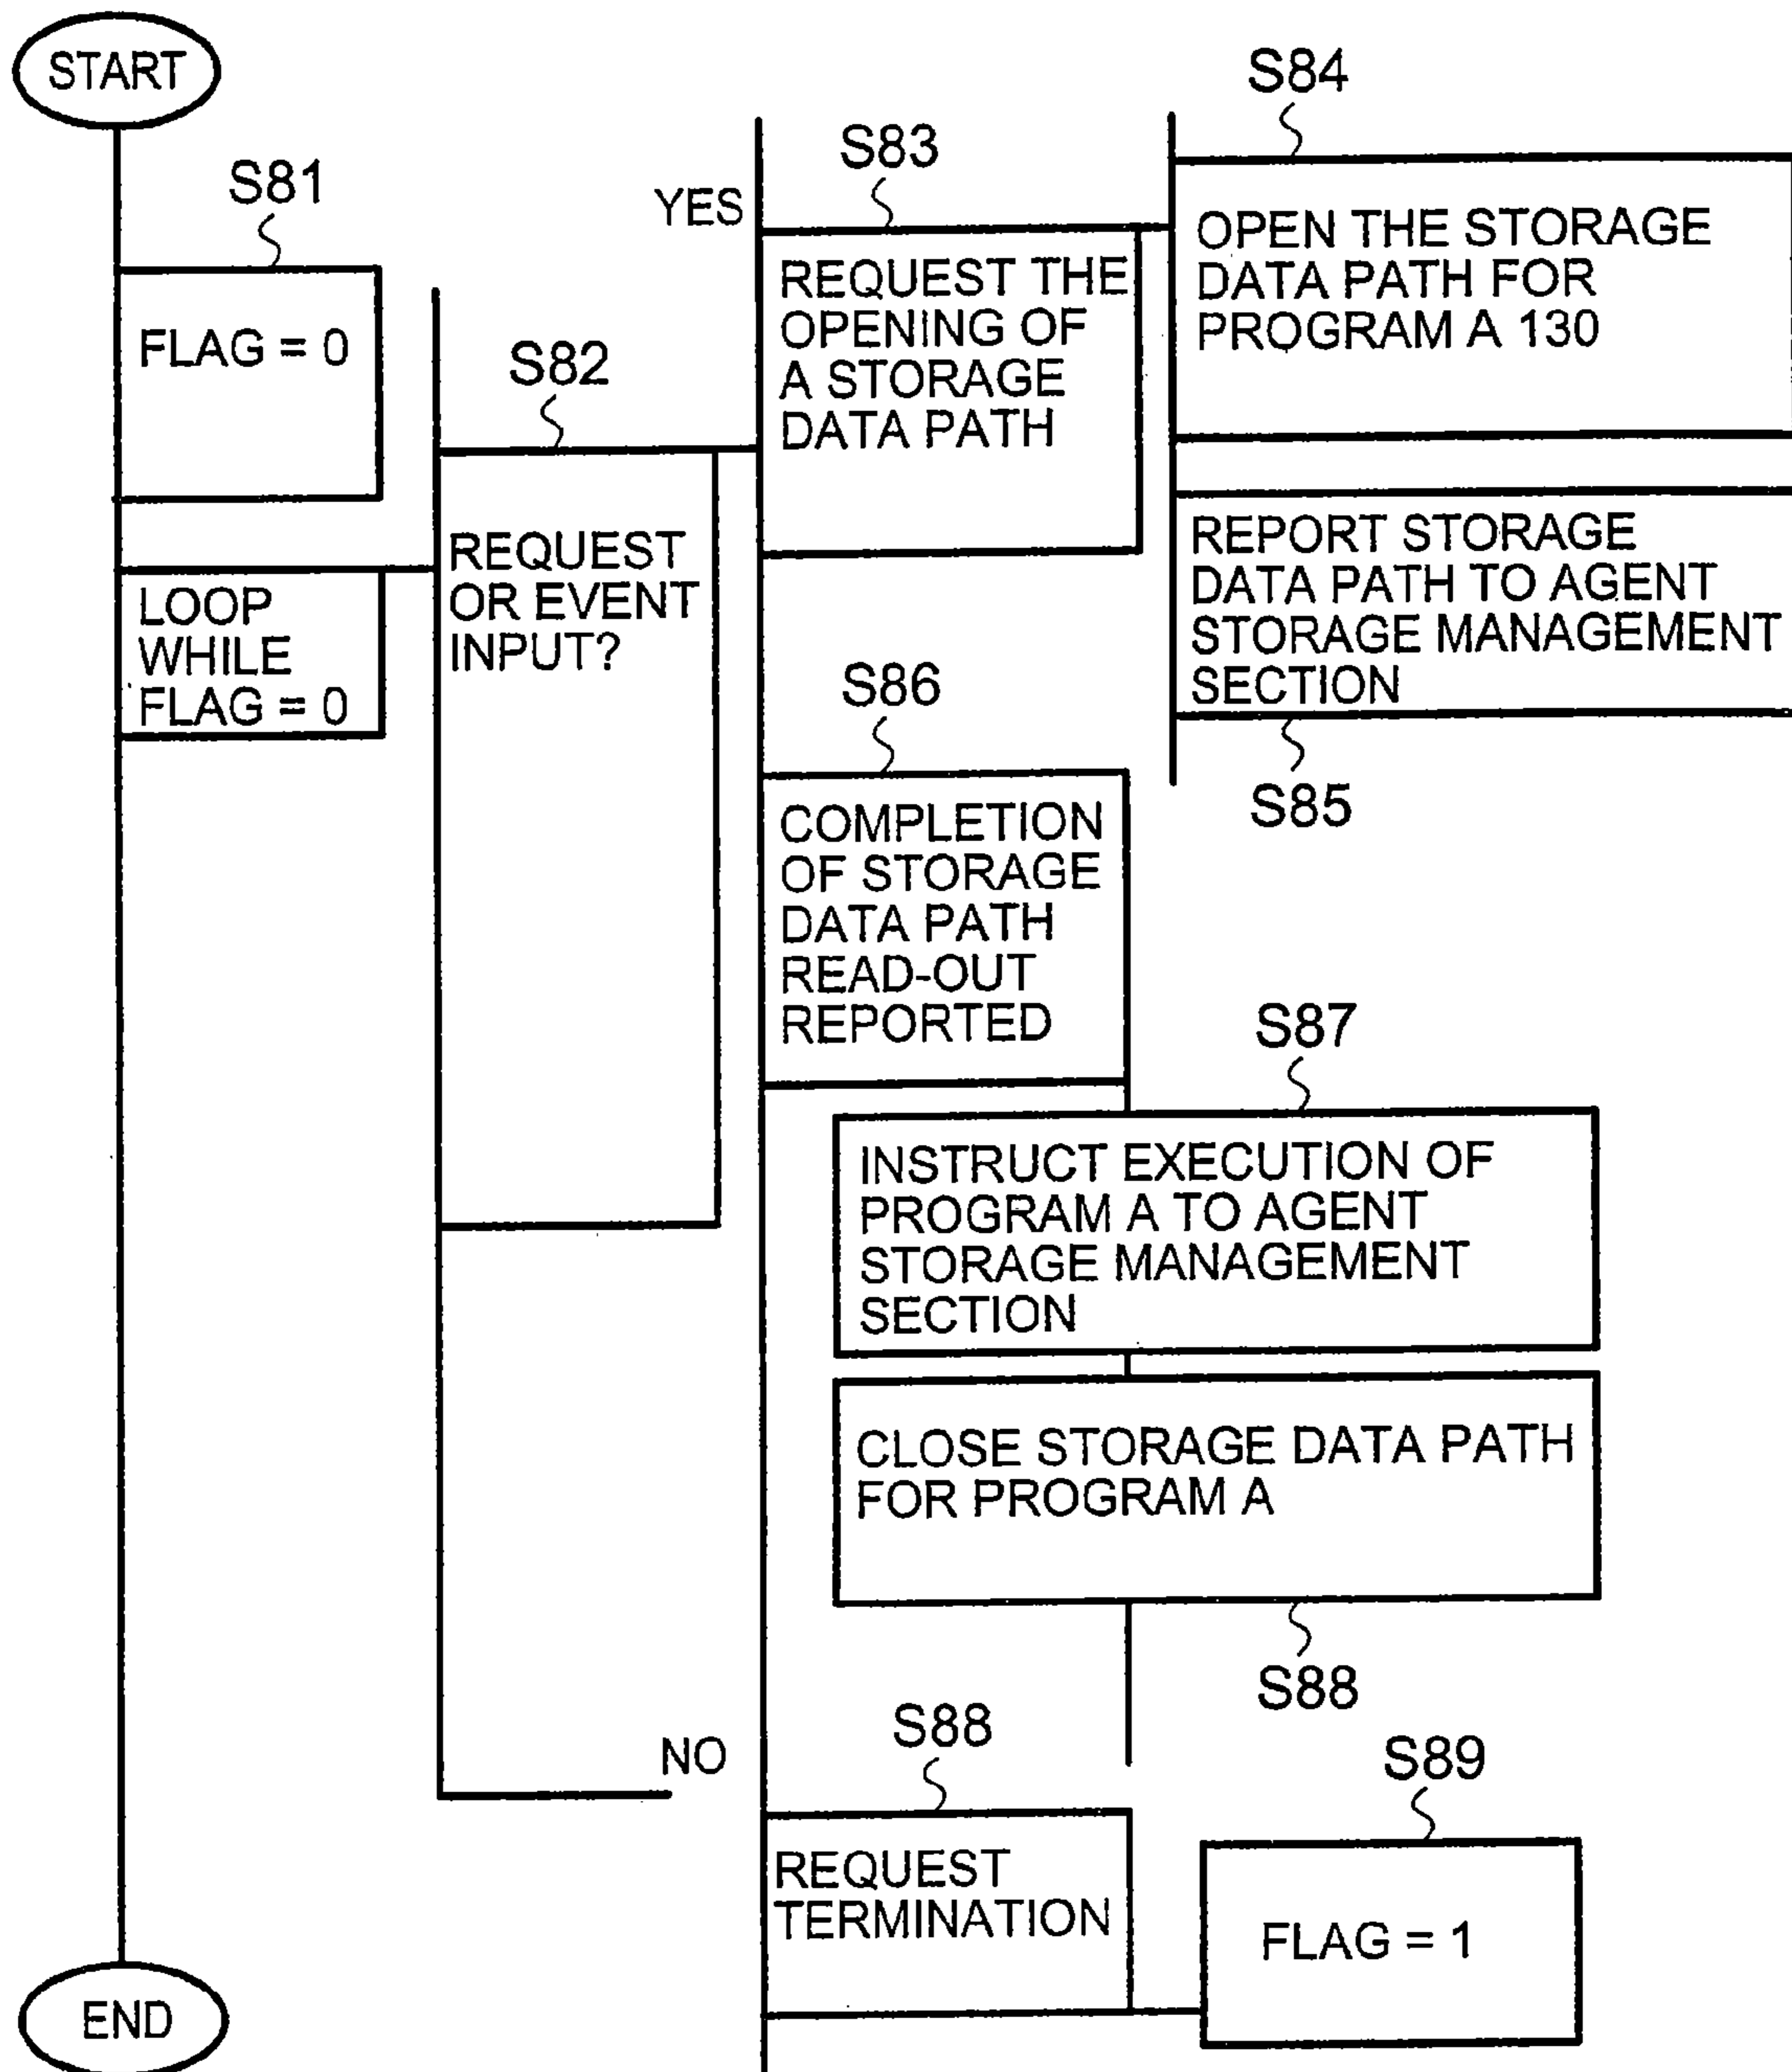 START
S81
FLAG = 0
LOOP
WHILE
FLAG = 0
S82
REQUEST
OR EVENT
INPUT?
YES
S83
REQUEST THE
OPENING OF
A STORAGE
DATA PATH
S84
OPEN THE STORAGE
DATA PATH FOR
PROGRAM A 130
REPORT STORAGE
DATA PATH TO AGENT
STORAGE MANAGEMENT
SECTION
S85
S86
COMPLETION
OF STORAGE
DATA PATH
READ-OUT
REPORTED
S87
INSTRUCT EXECUTION OF
PROGRAM A TO AGENT
STORAGE MANAGEMENT
SECTION
CLOSE STORAGE DATA PATH
FOR PROGRAM A
S88
NO
S88
REQUEST
TERMINATION
S89
FLAG = 1
END